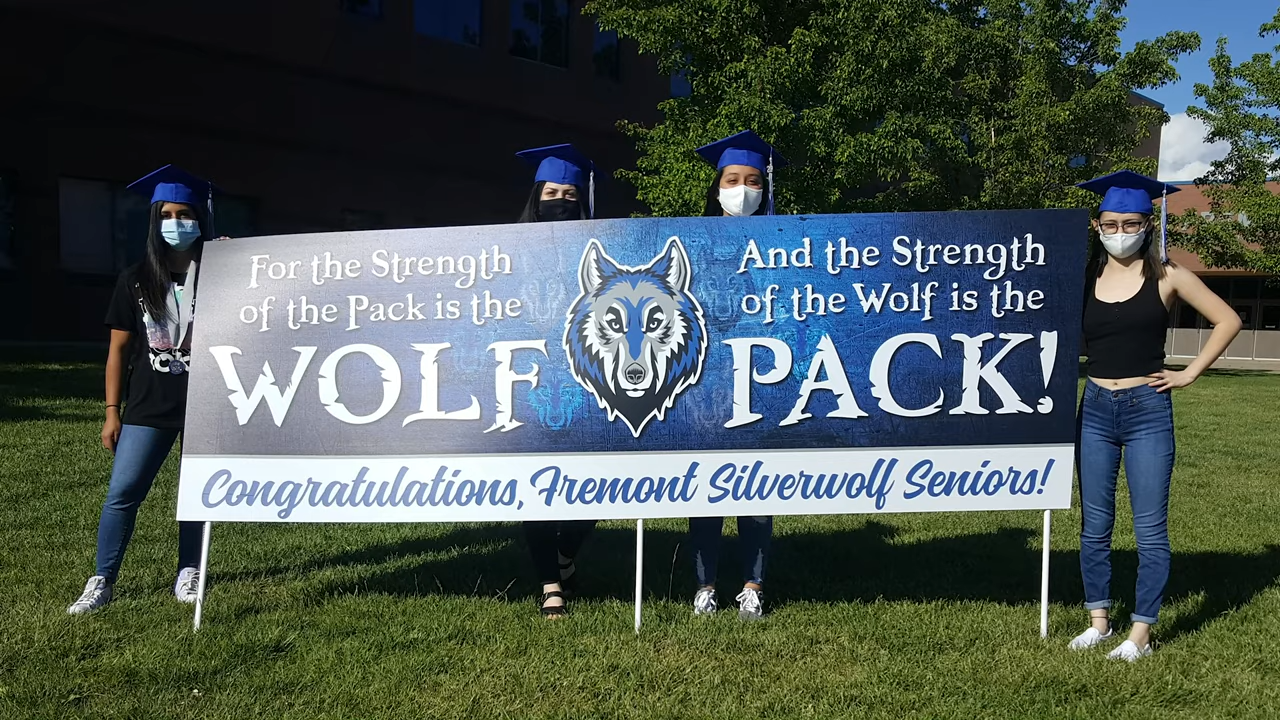 For the Strength
of the Pack is the
WOLF
And the Strength
of the Wolf is the
PACK!
Congratulations, Fremont Silverwolf Seniors!